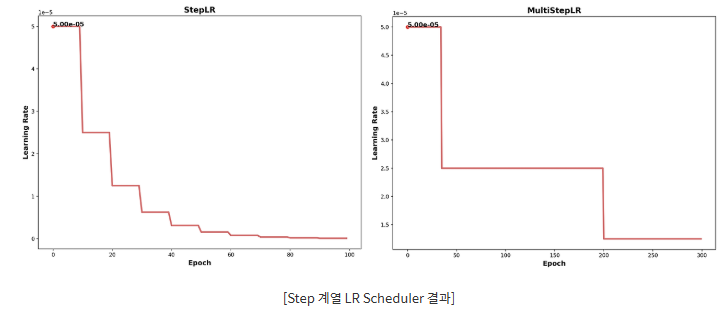 StepLR
1e−5
5.00e-05
5
4
3
2
1
0
Learning Rate
0
20
40
60
80
100
Epoch
MultiStepLR
1e−5
5.00e-05
5.0
4.5
4.0
3.5
3.0
2.5
2.0
1.5
Learning Rate
0
50
100
150
200
250
300
Epoch
[Step 계열 LR Scheduler 결과]